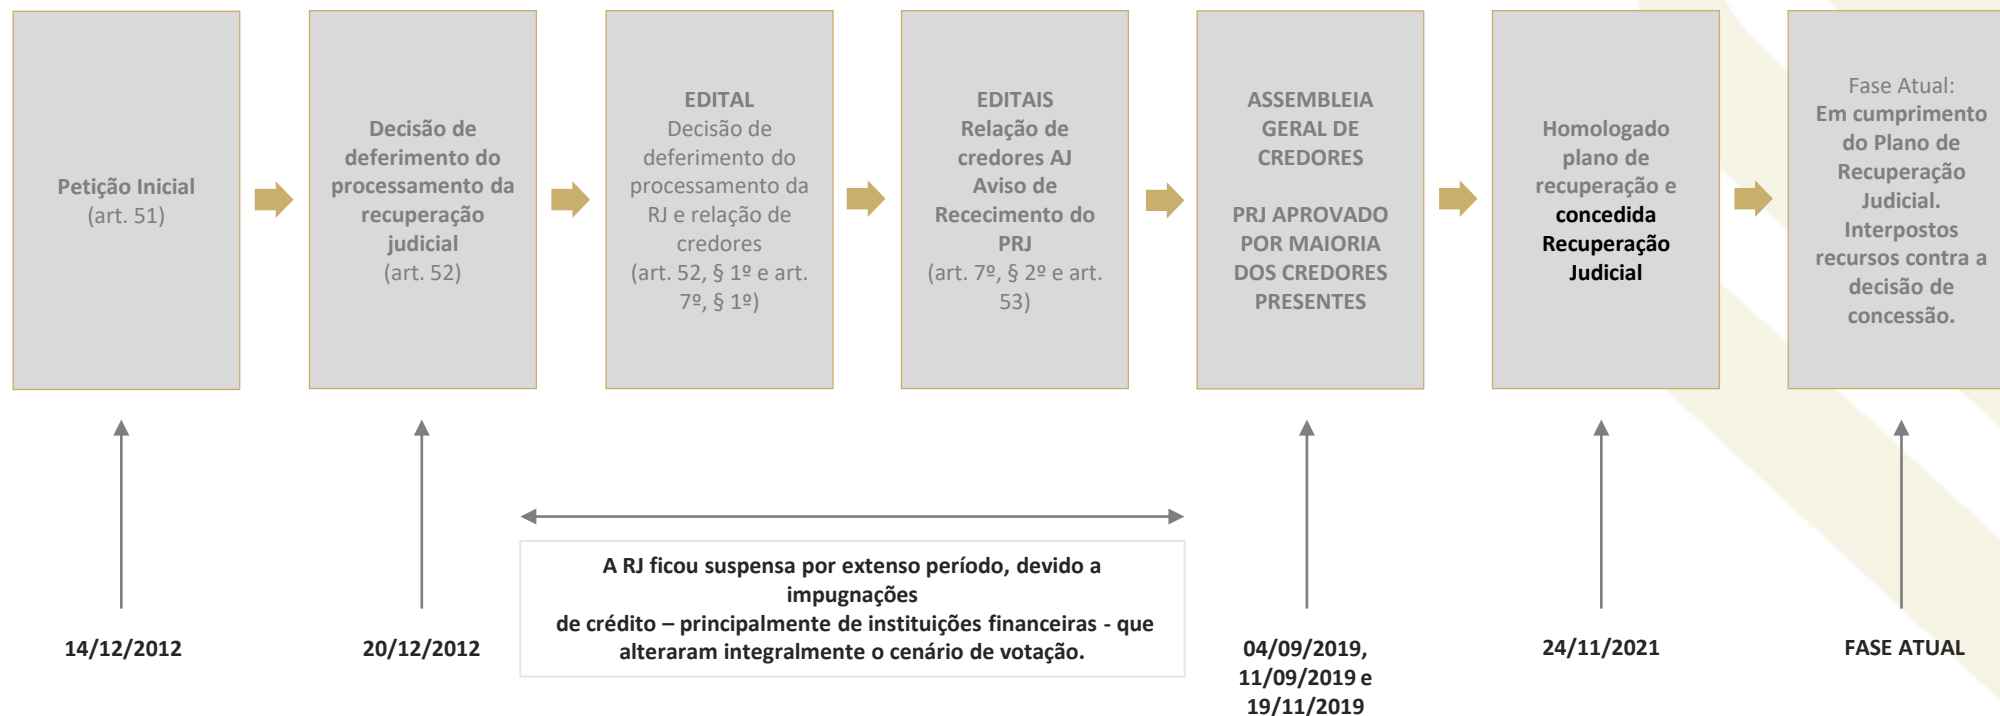 Petição Inicial
(art. 51)
Decisão de
deferimento do
processamento da
recuperação
judicial
(art. 52)
EDITAL
Decisão de
deferimento do
processamento da
RJ e relação de
credores
(art. 52, § 1º e art.
7º, § 1º)
EDITAIS
Relação de
credores AJ
Aviso de
Rececimento do
PRJ
(art. 7º, § 2º e art.
53)
ASSEMBLEIA
GERAL DE
CREDORES
PRJ APROVADO
POR MAIORIA
DOS CREDORES
PRESENTES
Homologado
plano de
recuperação e
concedida
Recuperação
Judicial
Fase Atual:
Em cumprimento
do Plano de
Recuperação
Judicial.
Interpostos
recursos contra a
decisão de
concessão.
A RJ ficou suspensa por extenso período, devido a
impugnações
de crédito – principalmente de instituições financeiras - que
alteraram integralmente o cenário de votação.
14/12/2012
20/12/2012
04/09/2019,
11/09/2019 e
19/11/2019
24/11/2021
FASE ATUAL